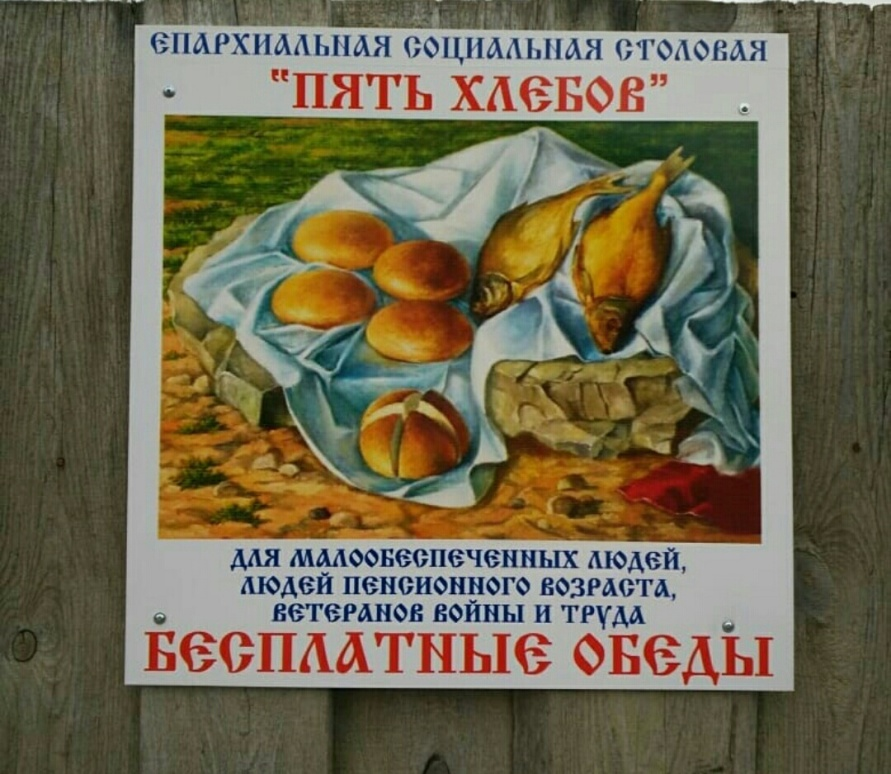 ЕПАРХИАЛЬНАЯ СОЦИАЛЬНАЯ СТОЛОВАЯ
"ПЯТЬ ХЛЕБОВ"
ДЛЯ МАЛООБЕСПЕЧЕННЫХ ЛЮДЕЙ,
ЛЮДЕЙ ПЕНСИОННОГО ВОЗРАСТА,
ВЕТЕРАНОВ ВОЙНЫ И ТРУДА
БЕСПЛАТНЫЕ ОБЕДЫ